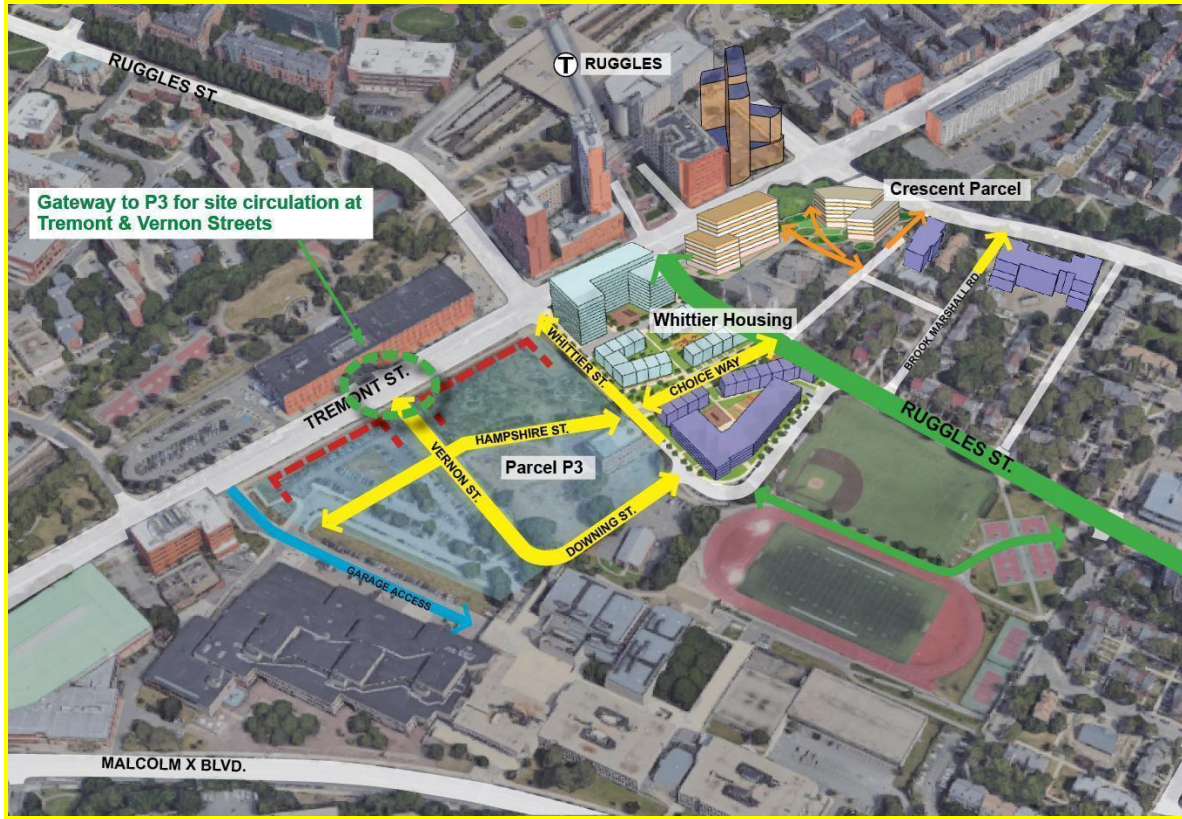 RUGGLES ST.
T RUGGLES
Gateway to P3 for site circulation at
Tremont & Vernon Streets
Crescent Parcel
Whittier Housing
BROOK MARSHALL RD
WHITTIER ST.
CHOICE WAY
TREMONT ST.
RUGGLES ST.
HAMPSHIRE ST.
VERNON ST.
Parcel P3
DOWNING ST.
GARAGE ACCESS
MALCOLM X BLVD.